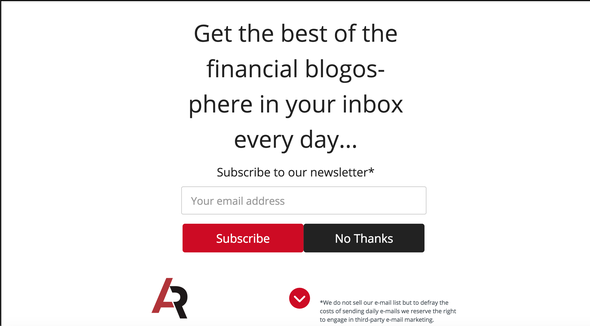 Get the best of the
financial blogos-
phere in your inbox
every day...
Subscribe to our newsletter*
Your email address
Subscribe
No Thanks
AR
*We do not sell our e-mail list but to defray the
costs of sending daily e-mails we reserve the right
to engage in third-party e-mail marketing.